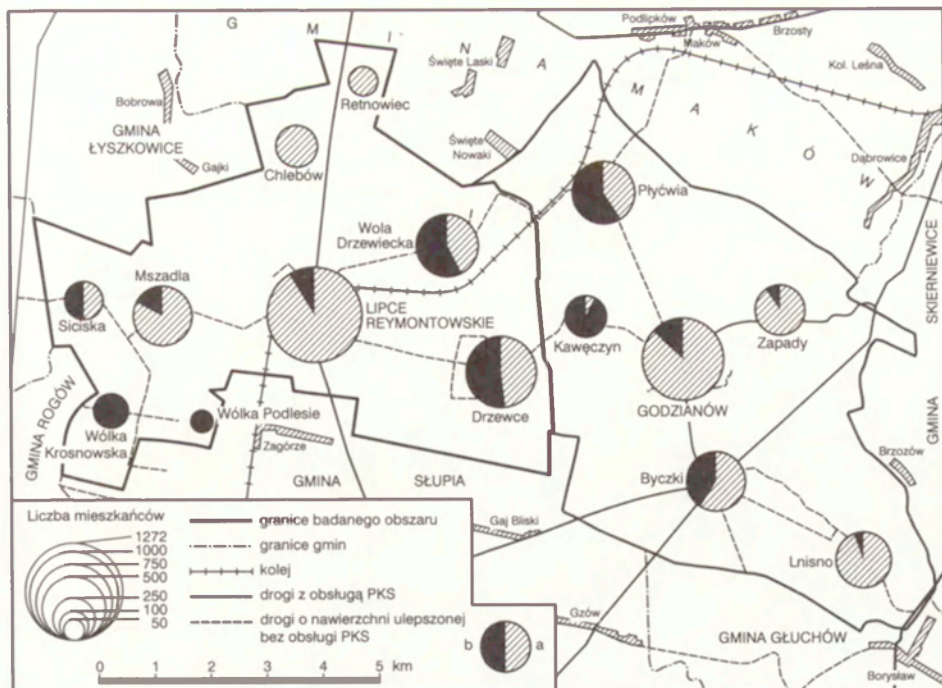 G M I N A M A K Ó W
Podlipków
Brzosty
Maków
Święte Laski
Kol. Leśna
Retnowiec
Bobrowa
GMINA
ŁYSZKOWICE
Gajki
Chlebów
Święte
Nowaki
Dąbrowice
Płyćwia
Wola
Drzewiecka
Mszadla
Siciska
LIPCE
REYMONTOWSKIE
Kawęczyn
Zapady
SKIERNIEWICE
GMINA
Drzewce
GODZIANÓW
GMINA ROGÓW
Wólka
Krosnowska
Wólka Podlesie
Zagórze
GMINA SŁUPIA
Byczki
Brzozów
Gaj Bliski
Lnisno
Gzów
GMINA GŁUCHÓW
Borysław
Liczba mieszkańców
1272
1000
750
500
250
100
50
granice badanego obszaru
granice gmin
kolej
drogi z obsługą PKS
drogi o nawierzchni ulepszonej
bez obsługi PKS
b a
0 1 2 3 4 5 km